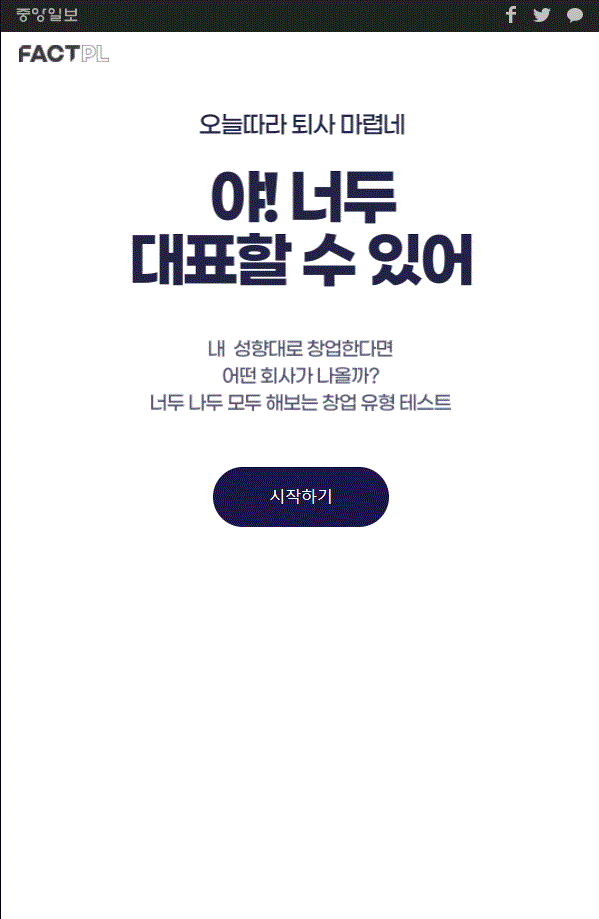 중앙일보
FACTPL
오늘따라 퇴사 마렵네
야! 너두
대표할 수 있어
내 성향대로 창업한다면
어떤 회사가 나올까?
너두 나두 모두 해보는 창업 유형 테스트
시작하기